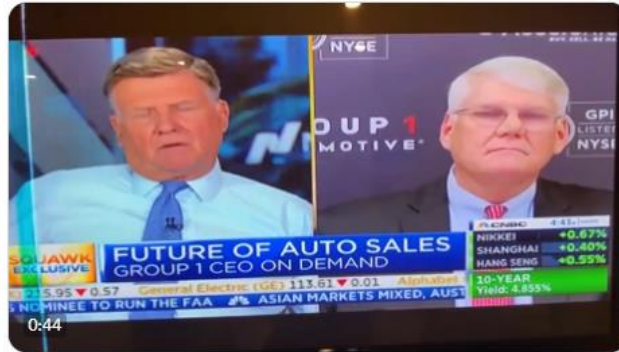 NYSE
OUP 1
MOTIVE
GPI
LISTE
NYSE
CNBC
NIKKEI +0.67%
SHANGHAI +0.40%
HANG SENG +0.55%
10-YEAR
Yield: 4.855%
SQUAWK
EXCLUSIVE
FUTURE OF AUTO SALES
GROUP 1 CEO ON DEMAND
5.95 ▼ 0.57 General Electric (GE) 113.61 ▼ 0.01 Alphabet
NOMINEE TO RUN THE FAA ASIAN MARKETS MIXED, AUST
0:44